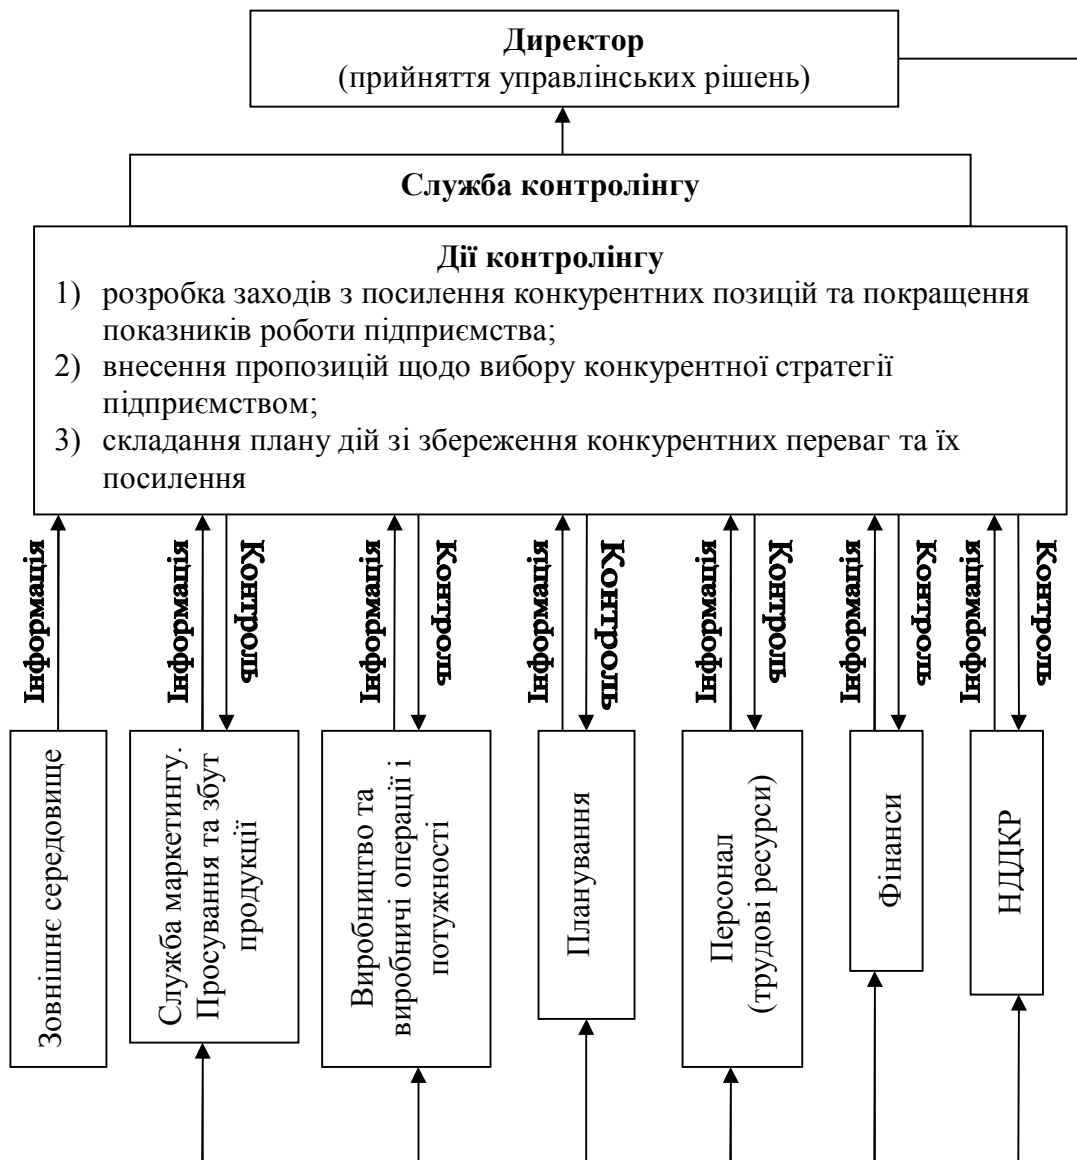 Директор
(прийняття управлінських рішень)
Служба контролінгу
Дії контролінгу
1) розробка заходів з посилення конкурентних позицій та покращення
показників роботи підприємства;
2) внесення пропозицій щодо вибору конкурентної стратегії
підприємством;
3) складання плану дій зі збереження конкурентних переваг та їх
посилення
Інформація
Інформація
Контроль
Інформація
Контроль
Інформація
Контроль
Інформація
Контроль
Інформація
Контроль
Інформація
Контроль
Зовнішнє середовище
Служба маркетингу.
Просування та збут
продукції
Виробництво та
виробничі операції і
потужності
Планування
Персонал
(трудові ресурси)
Фінанси
НДДКР